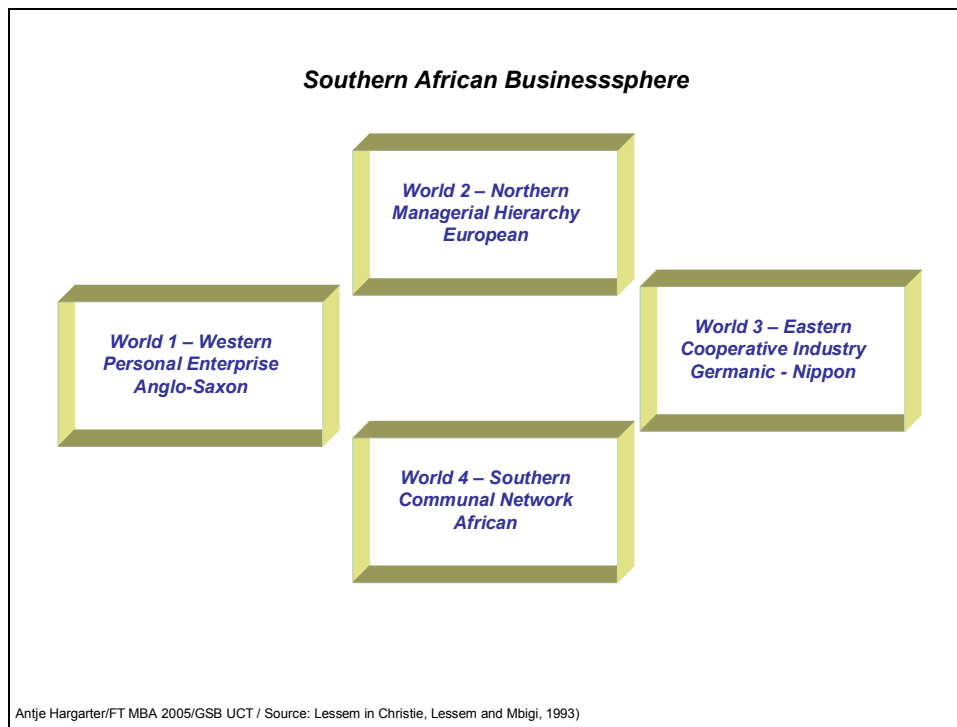 Southern African Businesssphere
World 2 – Northern
Managerial Hierarchy
European
World 1 – Western
Personal Enterprise
Anglo-Saxon
World 3 – Eastern
Cooperative Industry
Germanic - Nippon
World 4 – Southern
Communal Network
African
Antje Hargarter/FT MBA 2005/GSB UCT / Source: Lessem in Christie, Lessem and Mbigi, 1993)